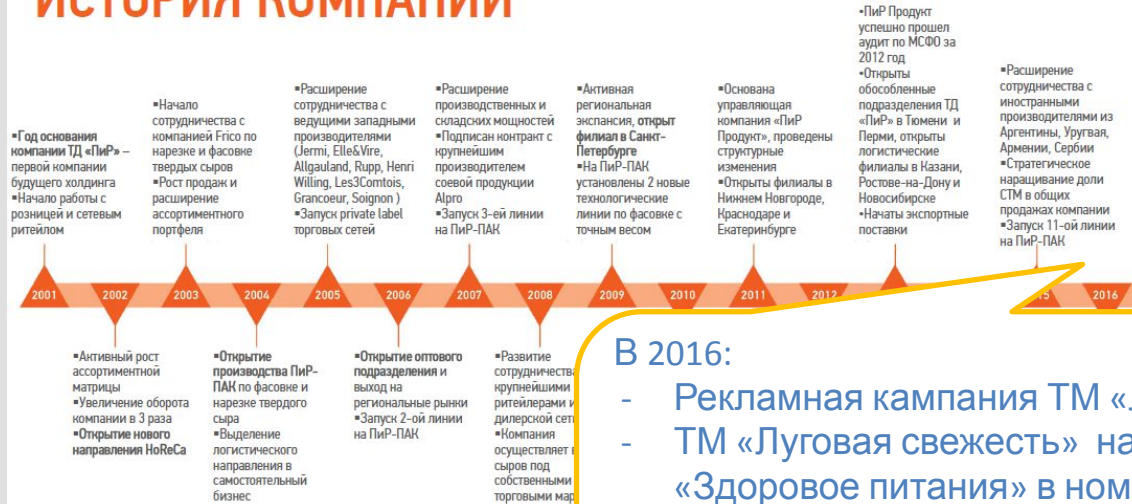 ИСТОРИЯ КОМПАНИИ
▪Год основания
компании ТД «ПиР» –
первой компании
будущего холдинга
▪Начало работы с
розницей и сетевым
ритейлом
▪Начало
сотрудничества с
компанией Frico по
нарезке и фасовке
твердых сыров
▪Рост продаж и
расширение
ассортиментного
портфеля
▪Расширение
сотрудничества с
ведущими западными
производителями
(Jermi, Elle&Vire,
Allgauland, Rupp, Henri
Willing, Les3Comtois,
Grancoeur, Soignon )
▪Запуск private label
торговых сетей
▪Расширение
производственных и
складских мощностей
▪Подписан контракт с
крупнейшим
производителем
соевой продукции
Alpro
▪Запуск 3-ей линии
на ПиР-ПАК
▪Активная
региональная
экспансия, открыт
филиал в Санкт-
Петербурге
▪На ПиР-ПАК
установлены 2 новые
технологические
линии по фасовке с
точным весом
▪Основана
управляющая
компания «ПиР
Продукт», проведены
структурные
изменения
▪Открыты филиалы в
Нижнем Новгороде,
Краснодаре и
Екатеринбурге
•ПиР Продукт
успешно прошел
аудит по МСФО за
2012 год
▪Открыты
обособленные
подразделения ТД
«ПиР» в Тюмени и
Перми, открыты
логистические
филиалы в Казани,
Ростове-на-Дону и
Новосибирске
▪Начаты экспортные
поставки
▪Расширение
сотрудничества с
иностранными
производителями из
Аргентины, Уругвая,
Армении, Сербии
▪Стратегическое
наращивание доли
СТМ в общих
продажах компании
▪Запуск 11-ой линии
на ПиР-ПАК
2001 2002 2003 2004 2005 2006 2007 2008 2009 2010 2011 2012 2016
▪Активный рост
ассортиментной
матрицы
▪Увеличение оборота
компании в 3 раза
▪Открытие нового
направления HoReCa
▪Открытие
производства ПиР-
ПАК по фасовке и
нарезке твердого
сыра
▪Выделение
логистического
направления в
самостоятельный
бизнес
▪Открытие оптового
подразделения и
выход на
региональные рынки
▪Запуск 2-ой линии
на ПиР-ПАК
▪Развитие
сотрудничества
крупнейшими
ритейлерами и
дилерской сет
▪Компания
осуществляет
сыров под
собственными
торговыми мар
В 2016:
- Рекламная кампания ТМ «
- ТМ «Луговая свежесть» на
«Здоровое питания» в ном